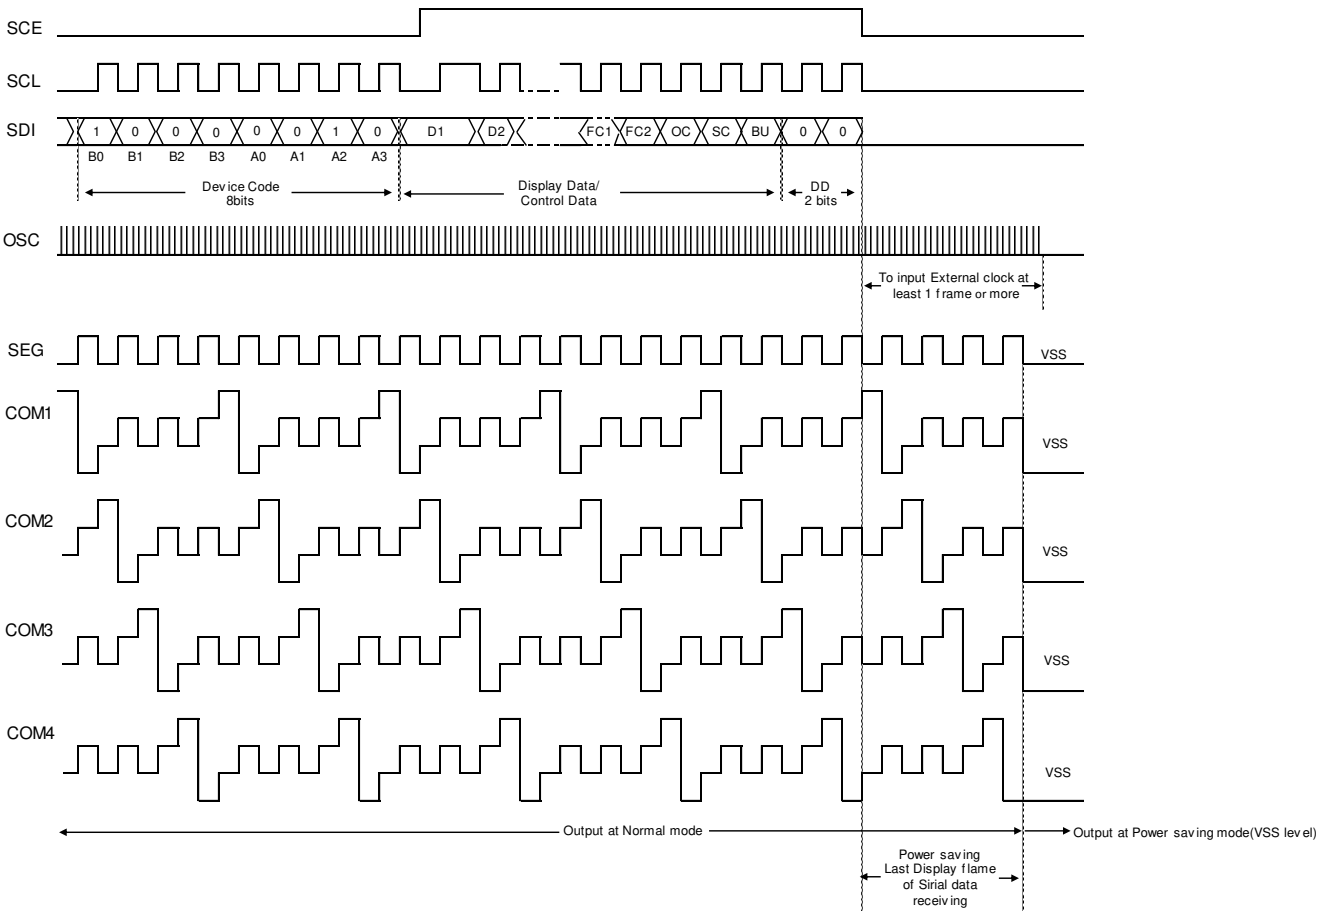 SCE
SCL
SDI
1 0 0 0 0 0 1 0 D1 D2 FC1 FC2 OC SC BU 0 0
B0 B1 B2 B3 A0 A1 A2 A3
Device Code
8bits
Display Data/
Control Data
DD
2 bits
OSC
To input External clock at
least 1 frame or more
SEG
VSS
COM1
VSS
COM2
VSS
COM3
VSS
COM4
VSS
Output at Normal mode
Output at Power saving mode(VSS level)
Power saving
Last Display flame
of Sirial data
receiving